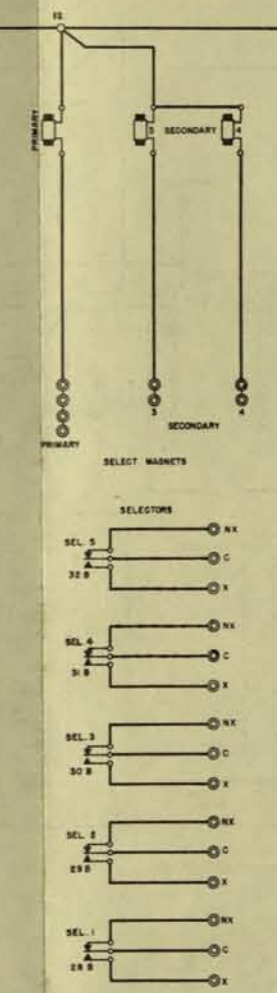 12
PRIMARY
3
SECONDARY
4
3
4
SECONDARY
PRIMARY
SELECT MAGNETS
SELECTORS
NX
SEL. 5
C
32 B
X
NX
SEL. 4
C
31 B
X
NX
SEL. 3
C
30 B
X
NX
SEL. 2
C
29 B
X
NX
SEL. 1
C
28 B
X